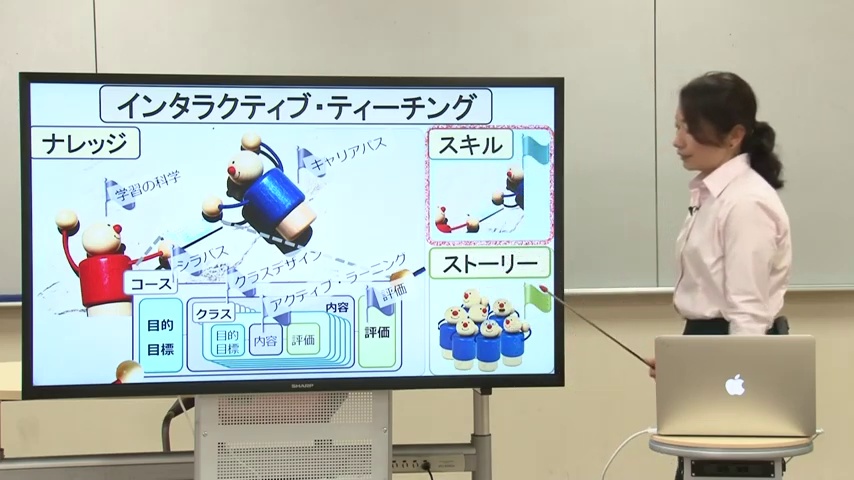 インタラクティブ・ティーチング
ナレッジ
スキル
学習の科学
キャリアパス
シラバス
クラスデザイン
アクティブ・ラーニング
評価
コース
目的
目標
クラス
内容
目的
目標
内容
評価
評価
ストーリー
SHARP